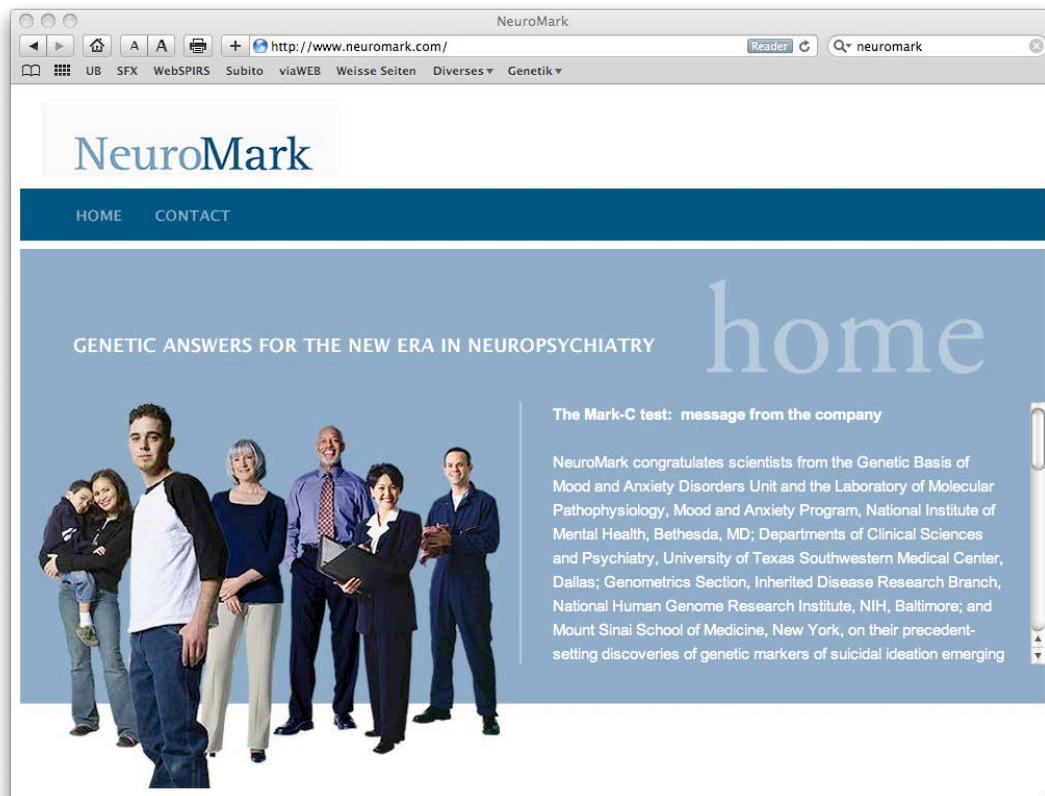 NeuroMark
A A + http://www.neuromark.com/ Reader neuromark
UB SFX WebSPIRS Subito viaWEB Weisse Seiten Diverses Genetik
NeuroMark
HOME CONTACT
home
GENETIC ANSWERS FOR THE NEW ERA IN NEUROPSYCHIATRY
The Mark-C test: message from the company
NeuroMark congratulates scientists from the Genetic Basis of
Mood and Anxiety Disorders Unit and the Laboratory of Molecular
Pathophysiology, Mood and Anxiety Program, National Institute of
Mental Health, Bethesda, MD; Departments of Clinical Sciences
and Psychiatry, University of Texas Southwestern Medical Center,
Dallas; Genometrics Section, Inherited Disease Research Branch,
National Human Genome Research Institute, NIH, Baltimore; and
Mount Sinai School of Medicine, New York, on their precedent-
setting discoveries of genetic markers of suicidal ideation emerging